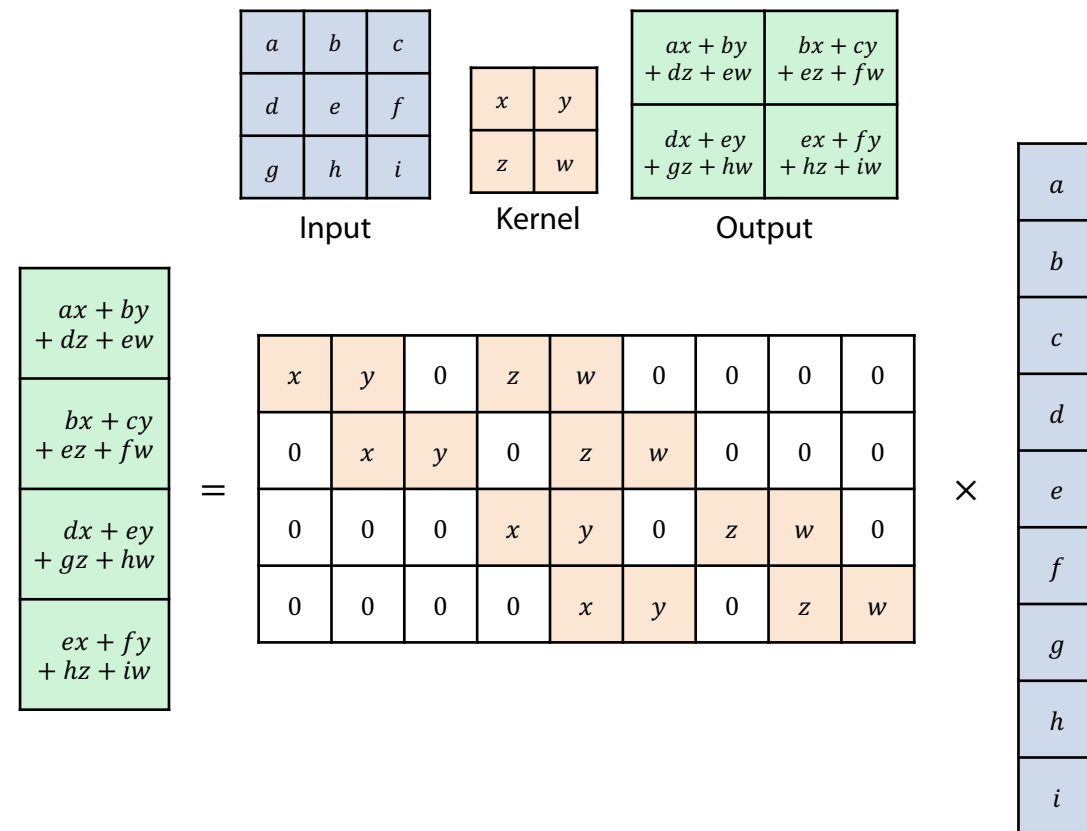 a b c
d e f
g h i
Input
x y
z w
Kernel
ax + by
+ dz + ew
bx + cy
+ ez + fw
dx + ey
+ gz + hw
ex + fy
+ hz + iw
Output
ax + by
+ dz + ew
bx + cy
+ ez + fw
dx + ey
+ gz + hw
ex + fy
+ hz + iw
=
x y 0 z w 0 0 0 0
0 x y 0 z w 0 0 0
0 0 0 x y 0 z w 0
0 0 0 0 x y 0 z w
×
a
b
c
d
e
f
g
h
i